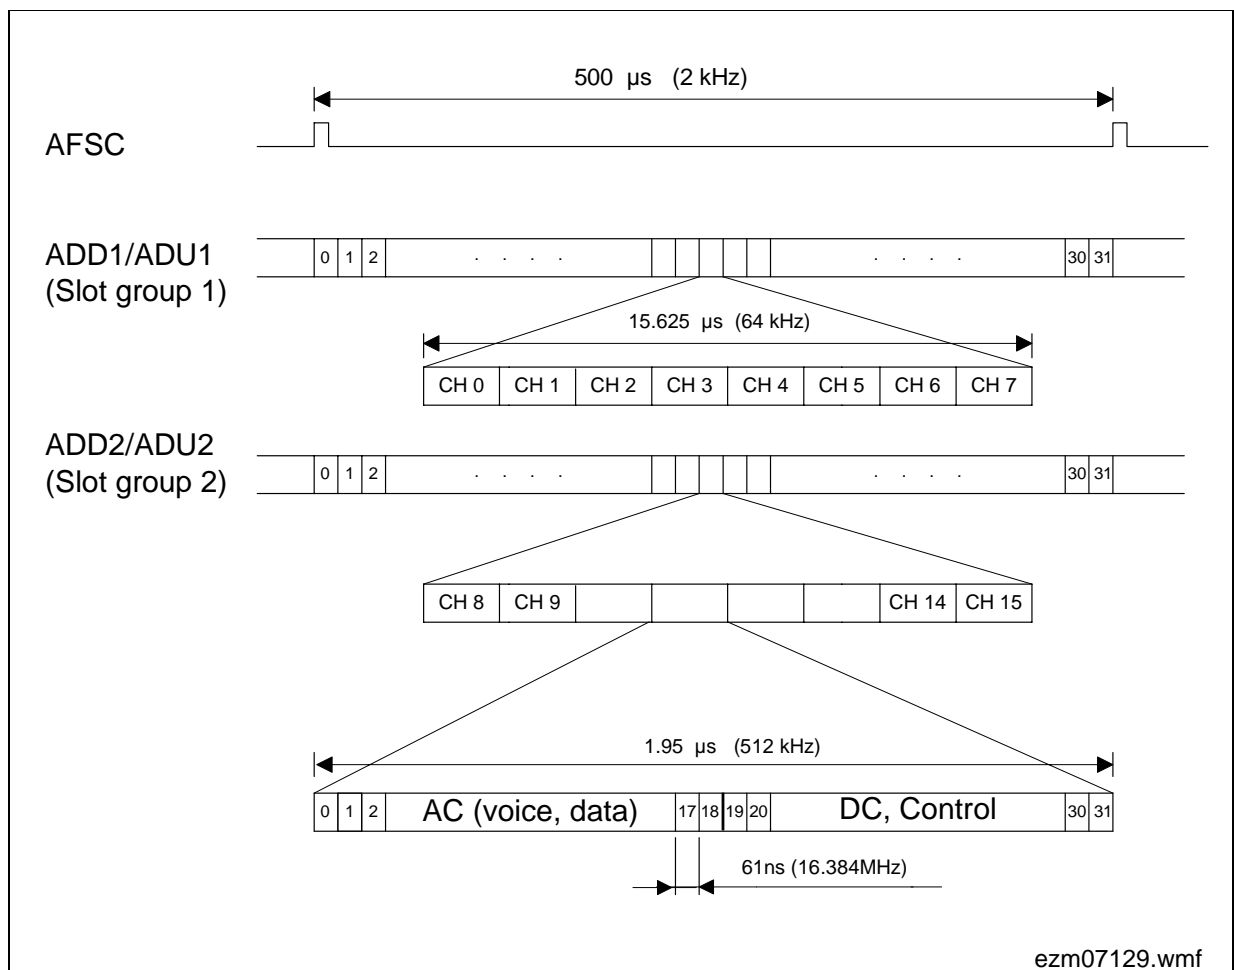 500 µs (2 kHz)
AFSC
ADD1/ADU1
(Slot group 1)
0 1 2 . . . . . . . . 30 31
15.625 µs (64 kHz)
CH 0 CH 1 CH 2 CH 3 CH 4 CH 5 CH 6 CH 7
ADD2/ADU2
(Slot group 2)
0 1 2 . . . . . . . . 30 31
CH 8 CH 9 CH 14 CH 15
1.95 µs (512 kHz)
0 1 2 AC (voice, data) 17 18 19 20 DC, Control 30 31
61ns (16.384MHz)
ezm07129.wmf